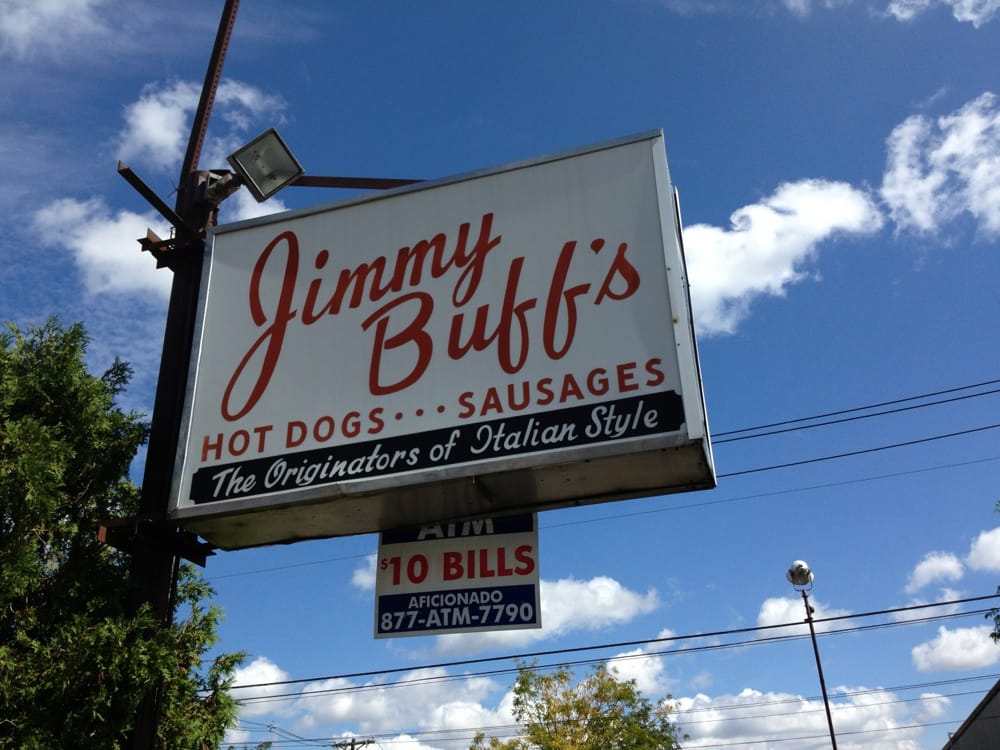 Jimmy
Buff's
HOT DOGS... SAUSAGES
The Originators of Italian Style
ATM
$10 BILLS
AFICIONADO
877-ATM-7790